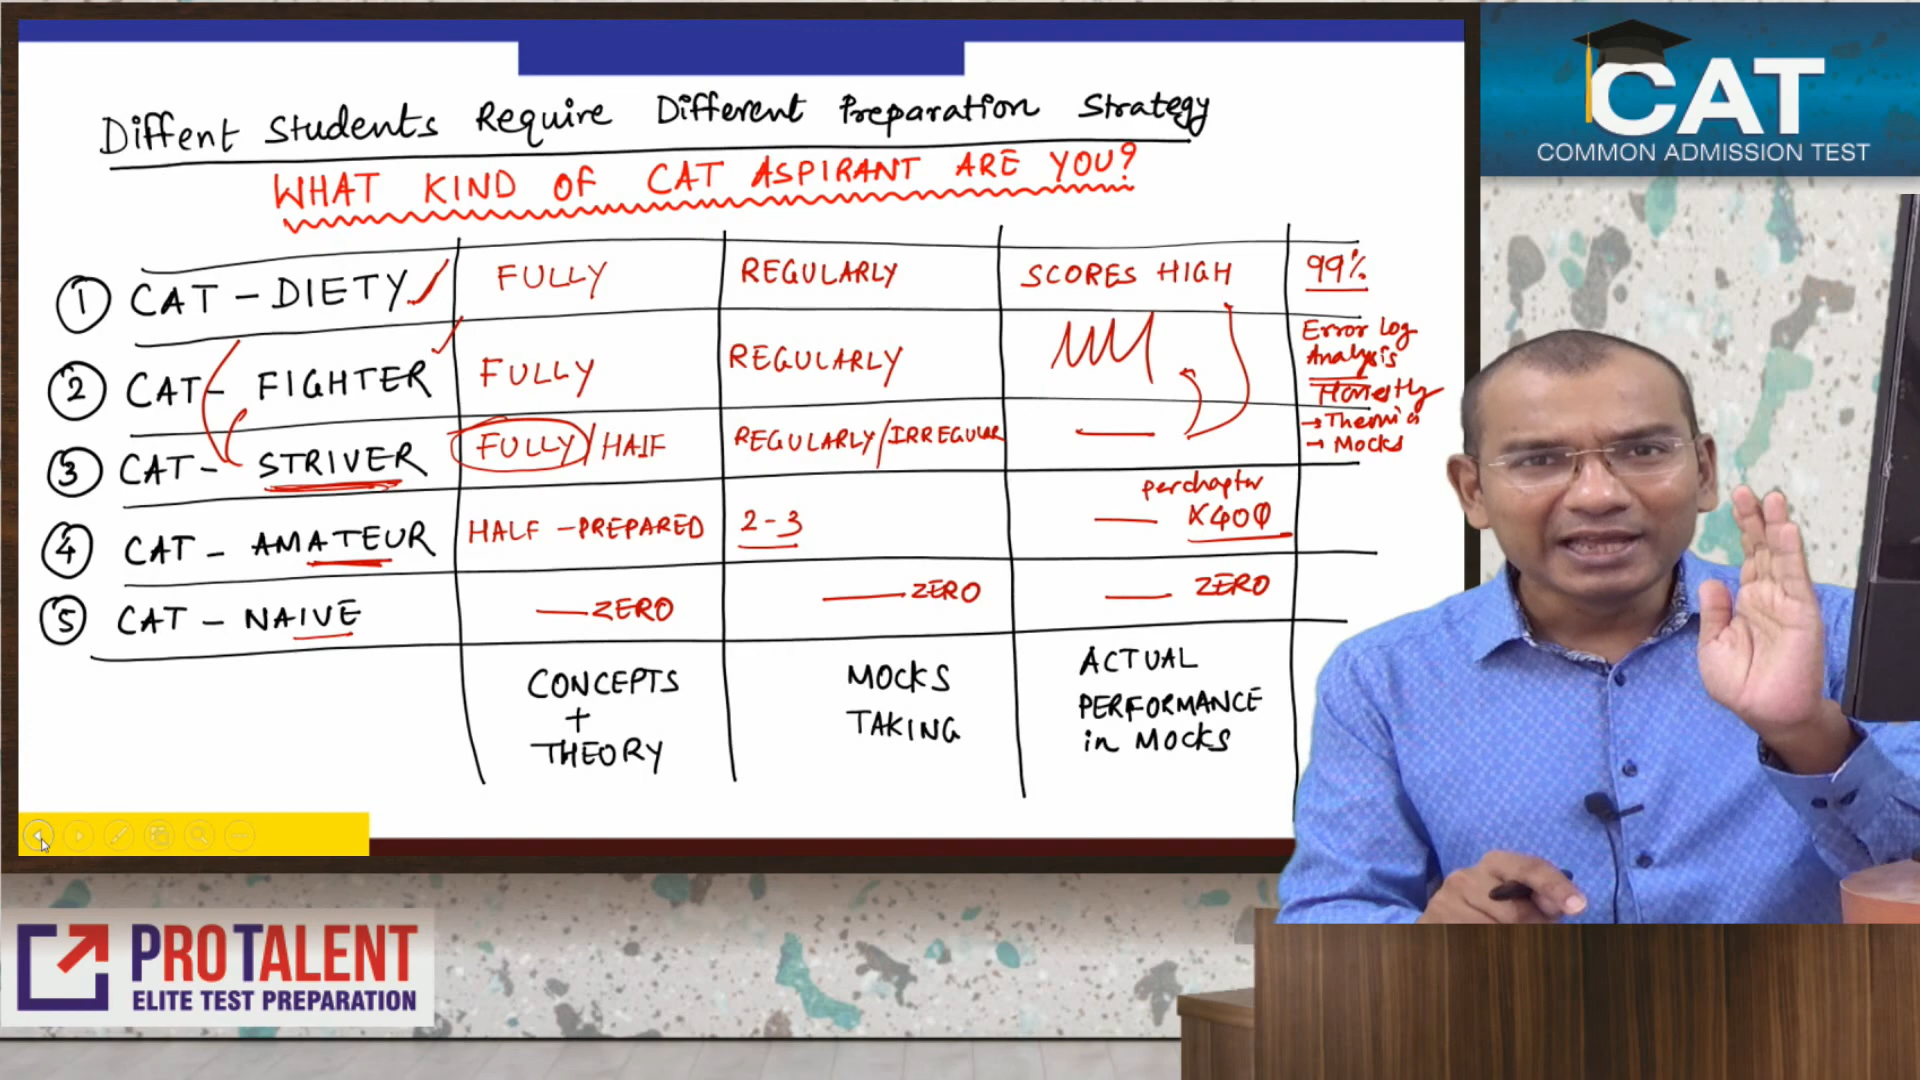 Diffent Students Require Different Preparation Strategy
WHAT KIND OF CAT ASPIRANT ARE YOU?
1 CAT - DIETY FULLY REGULARLY SCORES HIGH 99%
2 CAT - FIGHTER FULLY REGULARLY
Error log
Analysis
Honestly
3 CAT - STRIVER FULLY/HALF REGULARLY/IRREGULAR
→ Mocks
4 CAT - AMATEUR HALF - PREPARED 2-3
per chapter
5 CAT - NAIVE ZERO ZERO ZERO
CONCEPTS
+
THEORY
MOCKS
TAKING
ACTUAL
PERFORMANCE
in MOCKS
CAT
COMMON ADMISSION TEST
PROTALENT
ELITE TEST PREPARATION